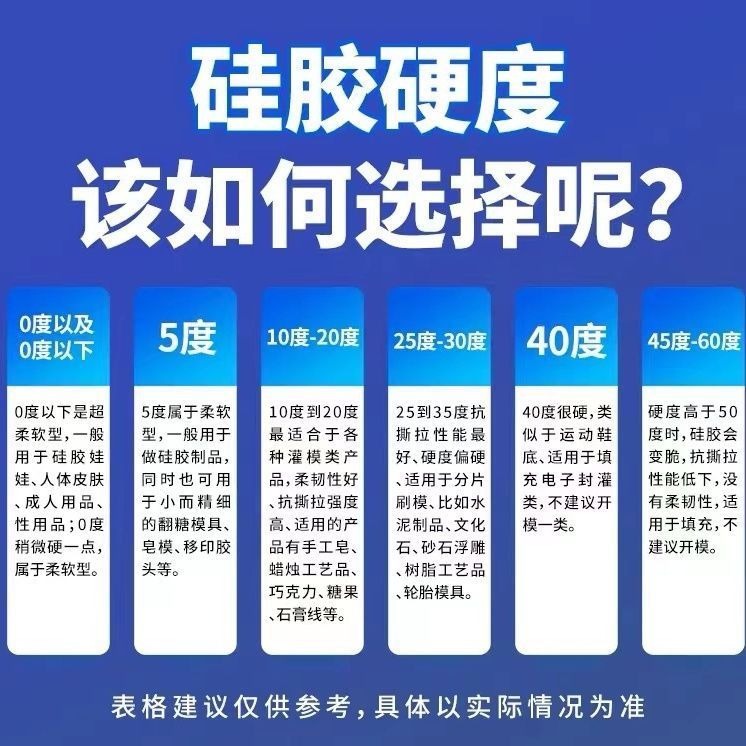 硅胶硬度
该如何选择呢?
0度以及
0度以下
0度以下是超
柔软型,一般
用于硅胶娃
娃、人体皮肤
、成人用品、
性用品;0度
稍微硬一点,
属于柔软型。
5度
5度属于柔软
型,一般用于
做硅胶制品,
同时也可用
于小而精细
的翻糖模具、
皂模、移印胶
头等。
10度-20度
10度到20度
最适合于各
种灌模类产
品,柔韧性好
、抗撕拉强度
高、适用的产
品有手工皂、
蜡烛工艺品、
巧克力、糖果
、石膏线等。
25度-30度
25到35度抗
撕拉性能最
好、硬度偏硬
、适用于分片
刷模、比如水
泥制品、文化
石、砂石浮雕
、树脂工艺品
、轮胎模具。
40度
40度很硬,类
似于运动鞋
底、适用于填
充电子封灌
类,不建议开
模一类。
45度-60度
硬度高于50
度时,硅胶会
变脆,抗撕拉
性能低下,没
有柔韧性,适
用于填充,不
建议开模。
表格建议仅供参考,具体以实际情况为准